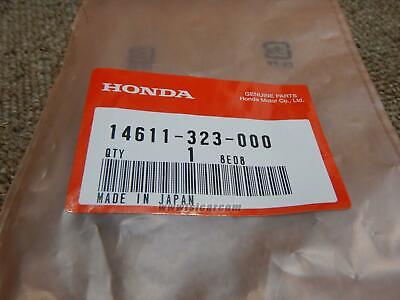 HONDA
GENUINE PARTS
Honda Motor Co., Ltd.
14611-323-000
QTY 1 8E08
MADE IN JAPAN